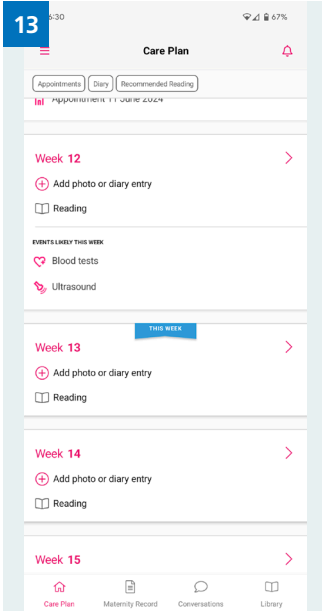 13
6:30
67%
Care Plan
Appointments
Diary
Recommended Reading
Appointment 11 June 2024
Week 12
Add photo or diary entry
Reading
EVENTS LIKELY THIS WEEK
Blood tests
Ultrasound
THIS WEEK
Week 13
Add photo or diary entry
Reading
Week 14
Add photo or diary entry
Reading
Week 15
Care Plan
Maternity Record
Conversations
Library